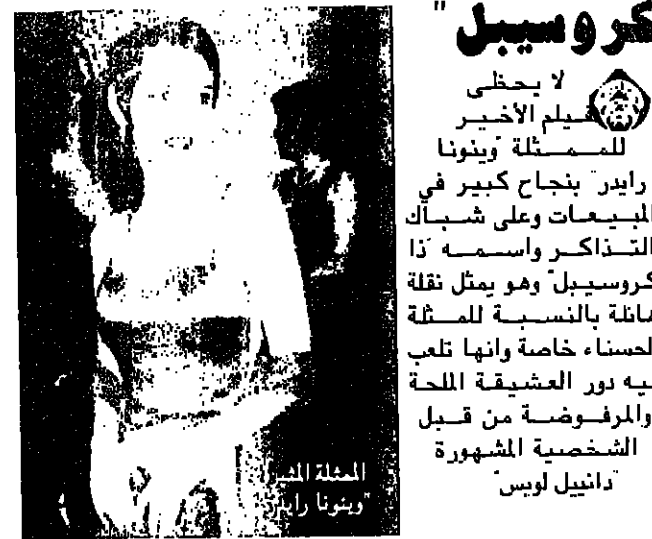 كروسيبل"
لا يحظى
فيلم الأخير
للممثلة "وينونا
رايدر" بنجاح كبير في
المبيعات وعلى شباك
التذاكر واسمه "ذا
كروسيبل" وهو يمثل نقلة
هائلة بالنسبة للممثلة
لحسناء خاصة وانها تلعب
فيه دور العشيقة الملحة
والمرفوضة من قبل
الشخصية المشهورة
"دانييل لويس"
الممثلة المثيرة
"وينونا رايدر"